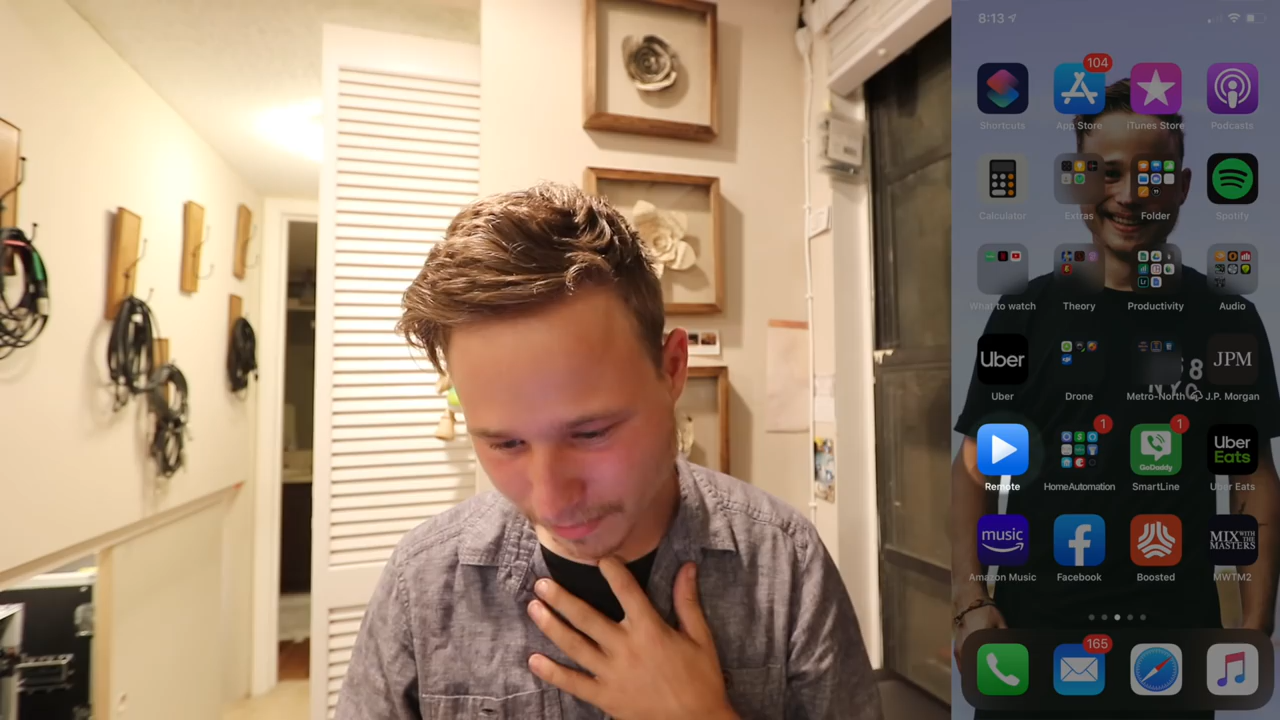 8:13
104
Shortcuts
App Store
iTunes Store
Podcasts
Calculator
Extras
Folder
Spotify
What to watch
Theory
Productivity
Audio
Uber
JPM
Uber
Drone
Metro-North
J.P. Morgan
1
1
GoDaddy
Uber Eats
Remote
HomeAutomation
SmartLine
Uber Eats
music
MIX WITH THE MASTERS
Amazon Music
Facebook
Boosted
MWTM2
165